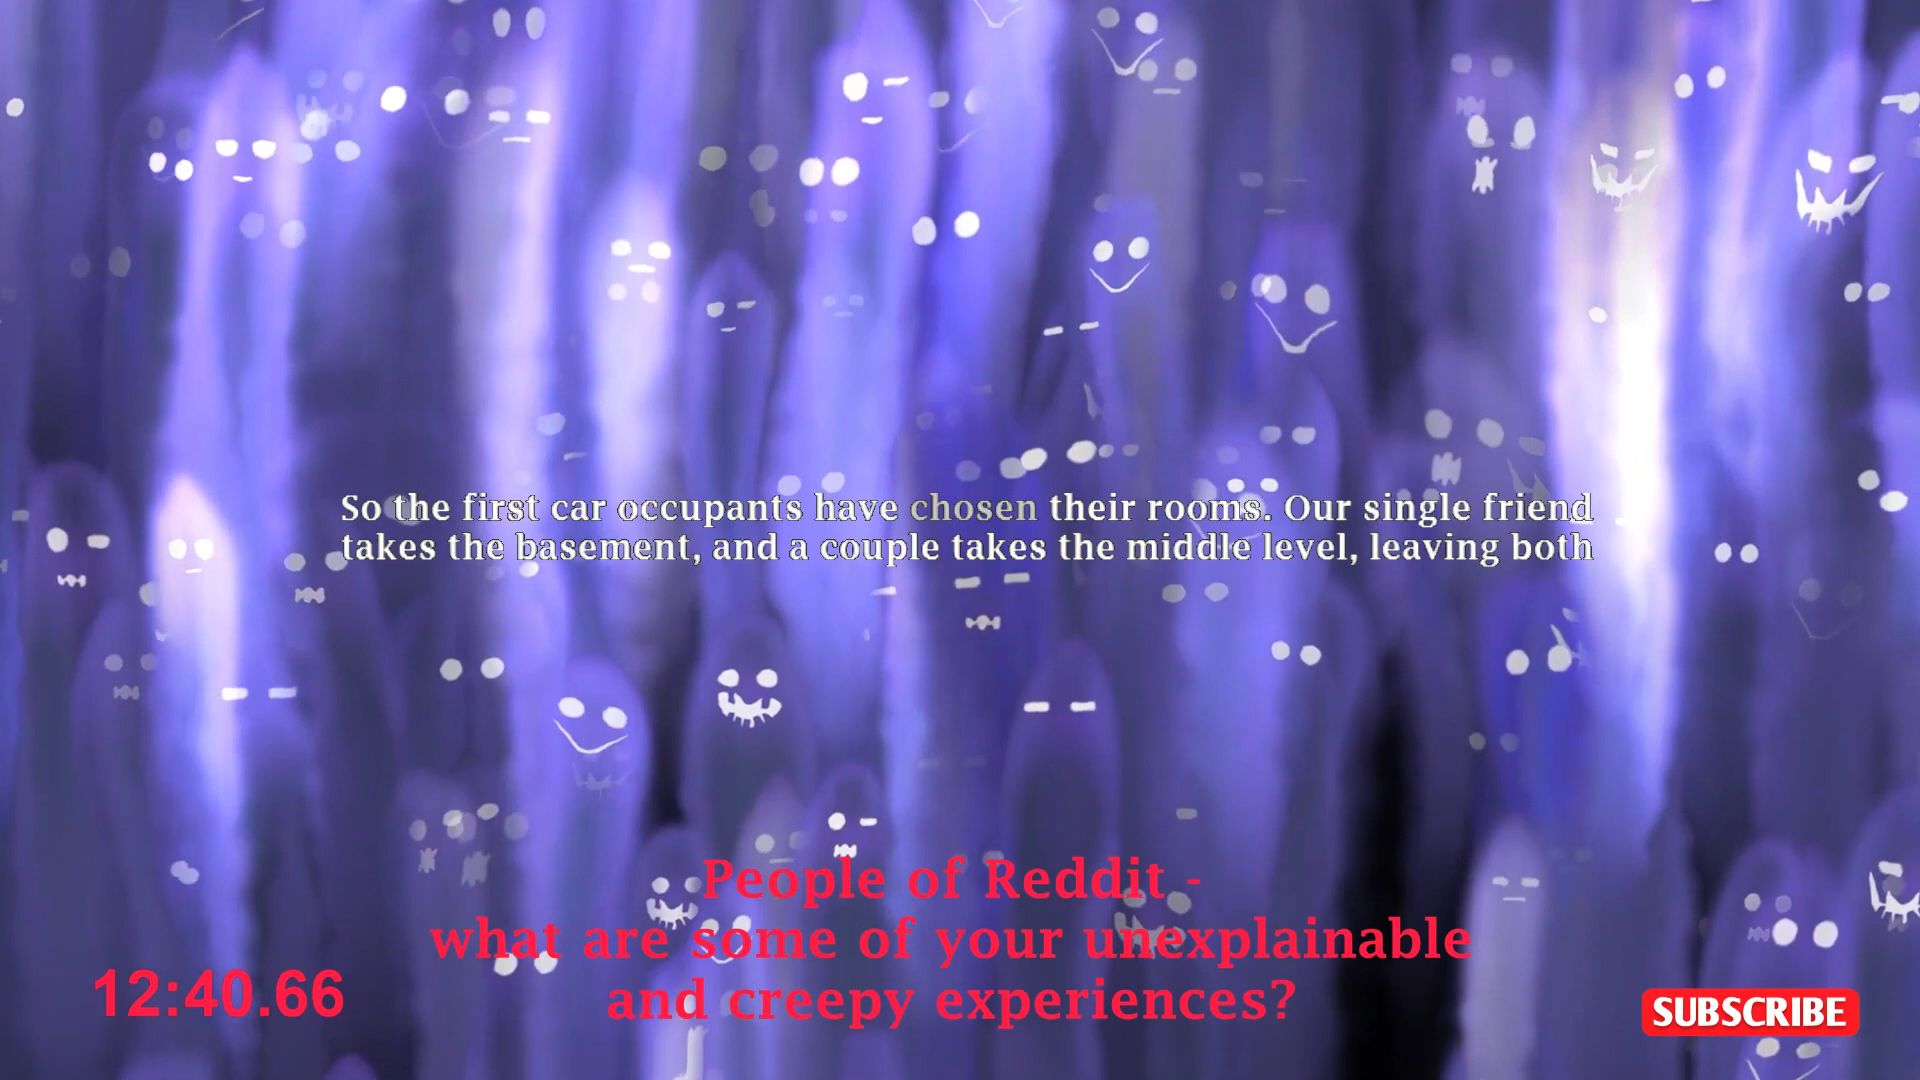 So the first car occupants have chosen their rooms. Our single friend
takes the basement, and a couple takes the middle level, leaving both
People of Reddit -
what are some of your unexplainable
and creepy experiences?
12:40.66
SUBSCRIBE